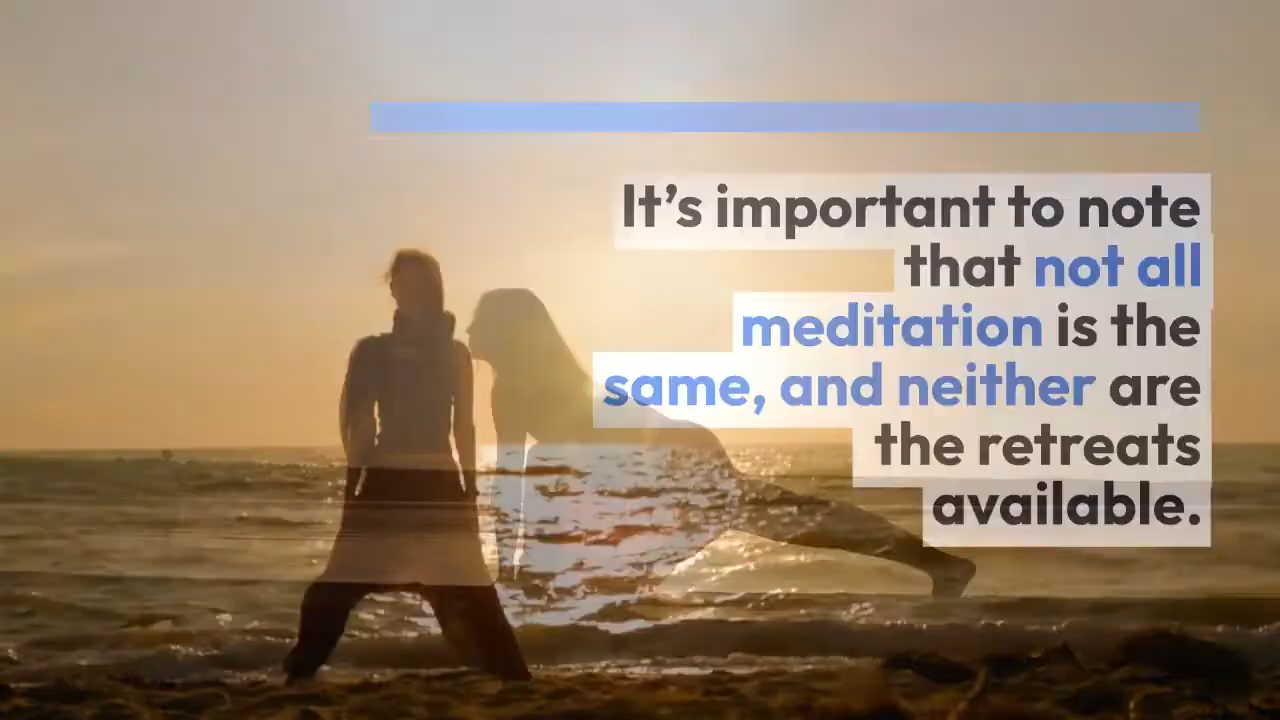 It’s important to note
that not all
meditation is the
same, and neither are
the retreats
available.